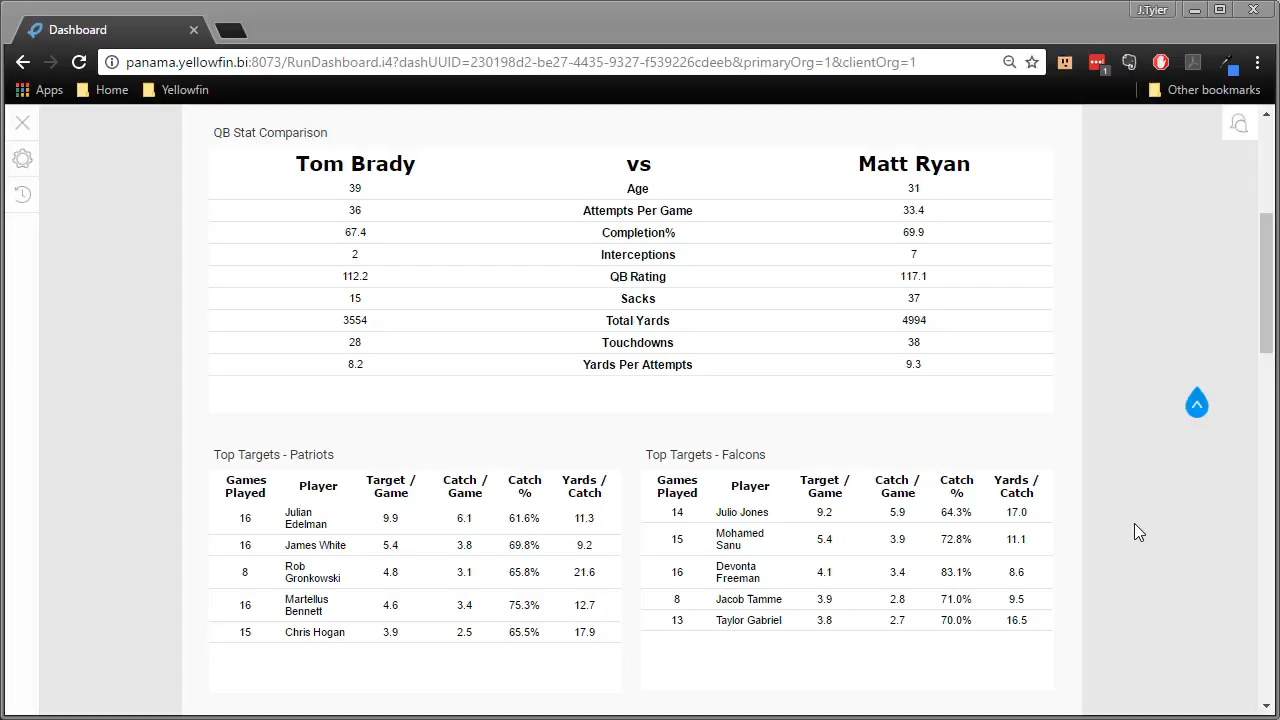 J.Tyler
Dashboard
panama.yellowfin.bi:8073/RunDashboard.i4?dashUUID=230198d2-be27-4435-9327-f539226cdeeb&primaryOrg=1&clientOrg=1
1
Apps Home Yellowfin Other bookmarks
QB Stat Comparison
Tom Brady vs Matt Ryan
39 Age 31
36 Attempts Per Game 33.4
67.4 Completion% 69.9
2 Interceptions 7
112.2 QB Rating 117.1
15 Sacks 37
3554 Total Yards 4994
28 Touchdowns 38
8.2 Yards Per Attempts 9.3
Top Targets - Patriots
Games Played Player Target / Game Catch / Game Catch % Yards / Catch
16 Julian Edelman 9.9 6.1 61.6% 11.3
16 James White 5.4 3.8 69.8% 9.2
8 Rob Gronkowski 4.8 3.1 65.8% 21.6
16 Martellus Bennett 4.6 3.4 75.3% 12.7
15 Chris Hogan 3.9 2.5 65.5% 17.9
Top Targets - Falcons
Games Played Player Target / Game Catch / Game Catch % Yards / Catch
14 Julio Jones 9.2 5.9 64.3% 17.0
15 Mohamed Sanu 5.4 3.9 72.8% 11.1
16 Devonta Freeman 4.1 3.4 83.1% 8.6
8 Jacob Tamme 3.9 2.8 71.0% 9.5
13 Taylor Gabriel 3.8 2.7 70.0% 16.5